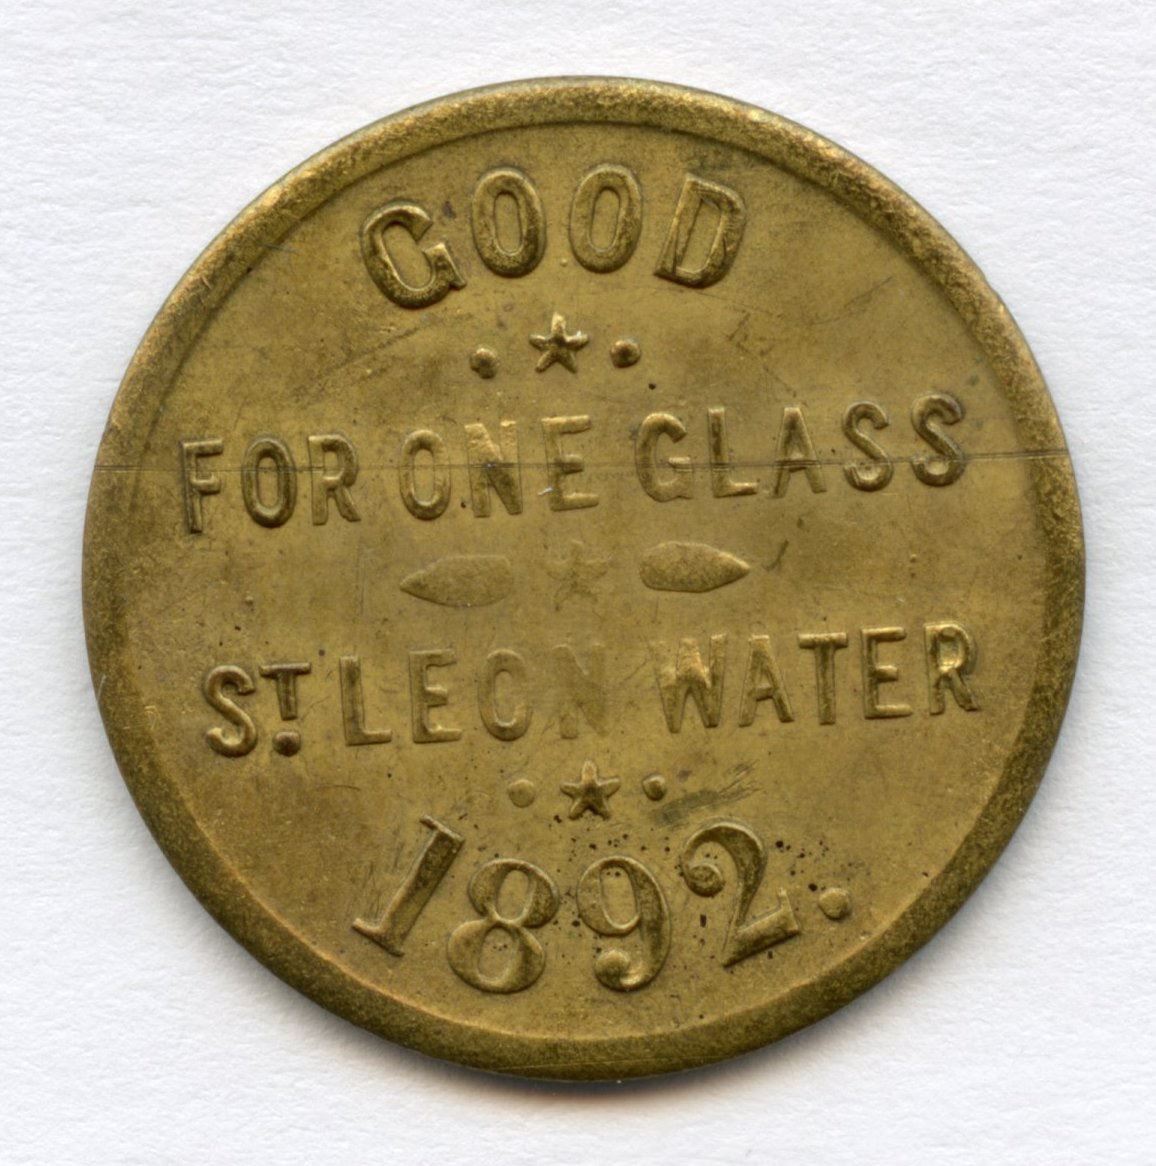 GOOD
FOR ONE GLASS
ST. LEON WATER
1892.